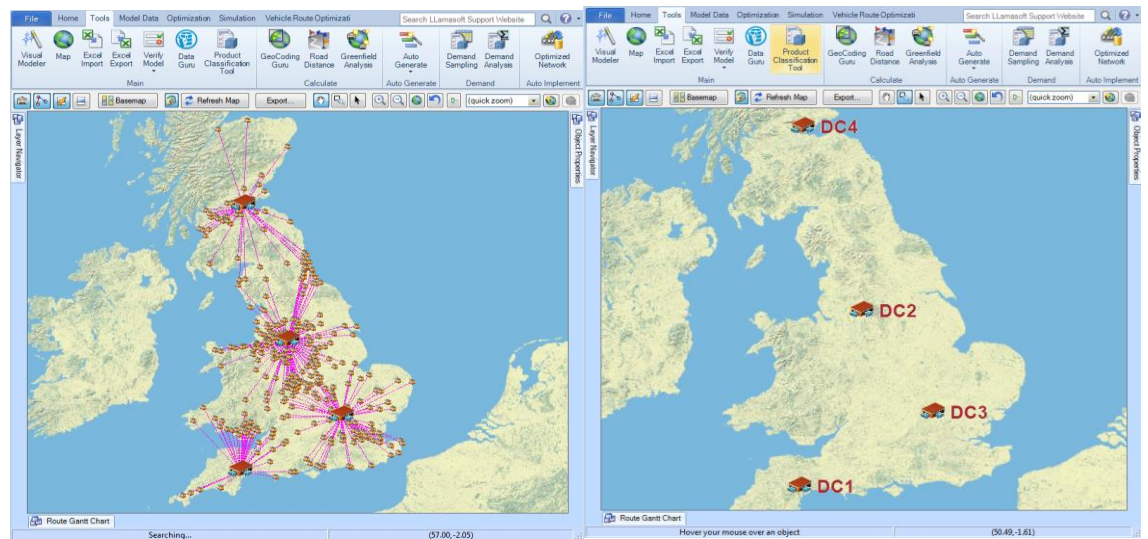 File Home Tools Model Data Optimization Simulation Vehicle Route Optimizati Search LLamasoft Support Website
Visual Modeler
Map
Excel Import
Excel Export
Verify Model
Data Guru
Product Classification Tool
GeoCoding Guru
Road Distance
Greenfield Analysis
Auto Generate
Demand Sampling
Demand Analysis
Optimized Network
Main Calculate Auto Generate Demand Auto Implement
Basemap Refresh Map Export... (quick zoom)
Layer Navigator
Object Properties
Route Gantt Chart
Searching... (57.00,-2.05)
File Home Tools Model Data Optimization Simulation Vehicle Route Optimizati Search LLamasoft Support Website
Visual Modeler
Map
Excel Import
Excel Export
Verify Model
Data Guru
Product Classification Tool
GeoCoding Guru
Road Distance
Greenfield Analysis
Auto Generate
Demand Sampling
Demand Analysis
Optimized Network
Main Calculate Auto Generate Demand Auto Implement
Basemap Refresh Map Export... (quick zoom)
Layer Navigator
Object Properties
DC4
DC2
DC3
DC1
Route Gantt Chart
Hover your mouse over an object (50.49,-1.61)